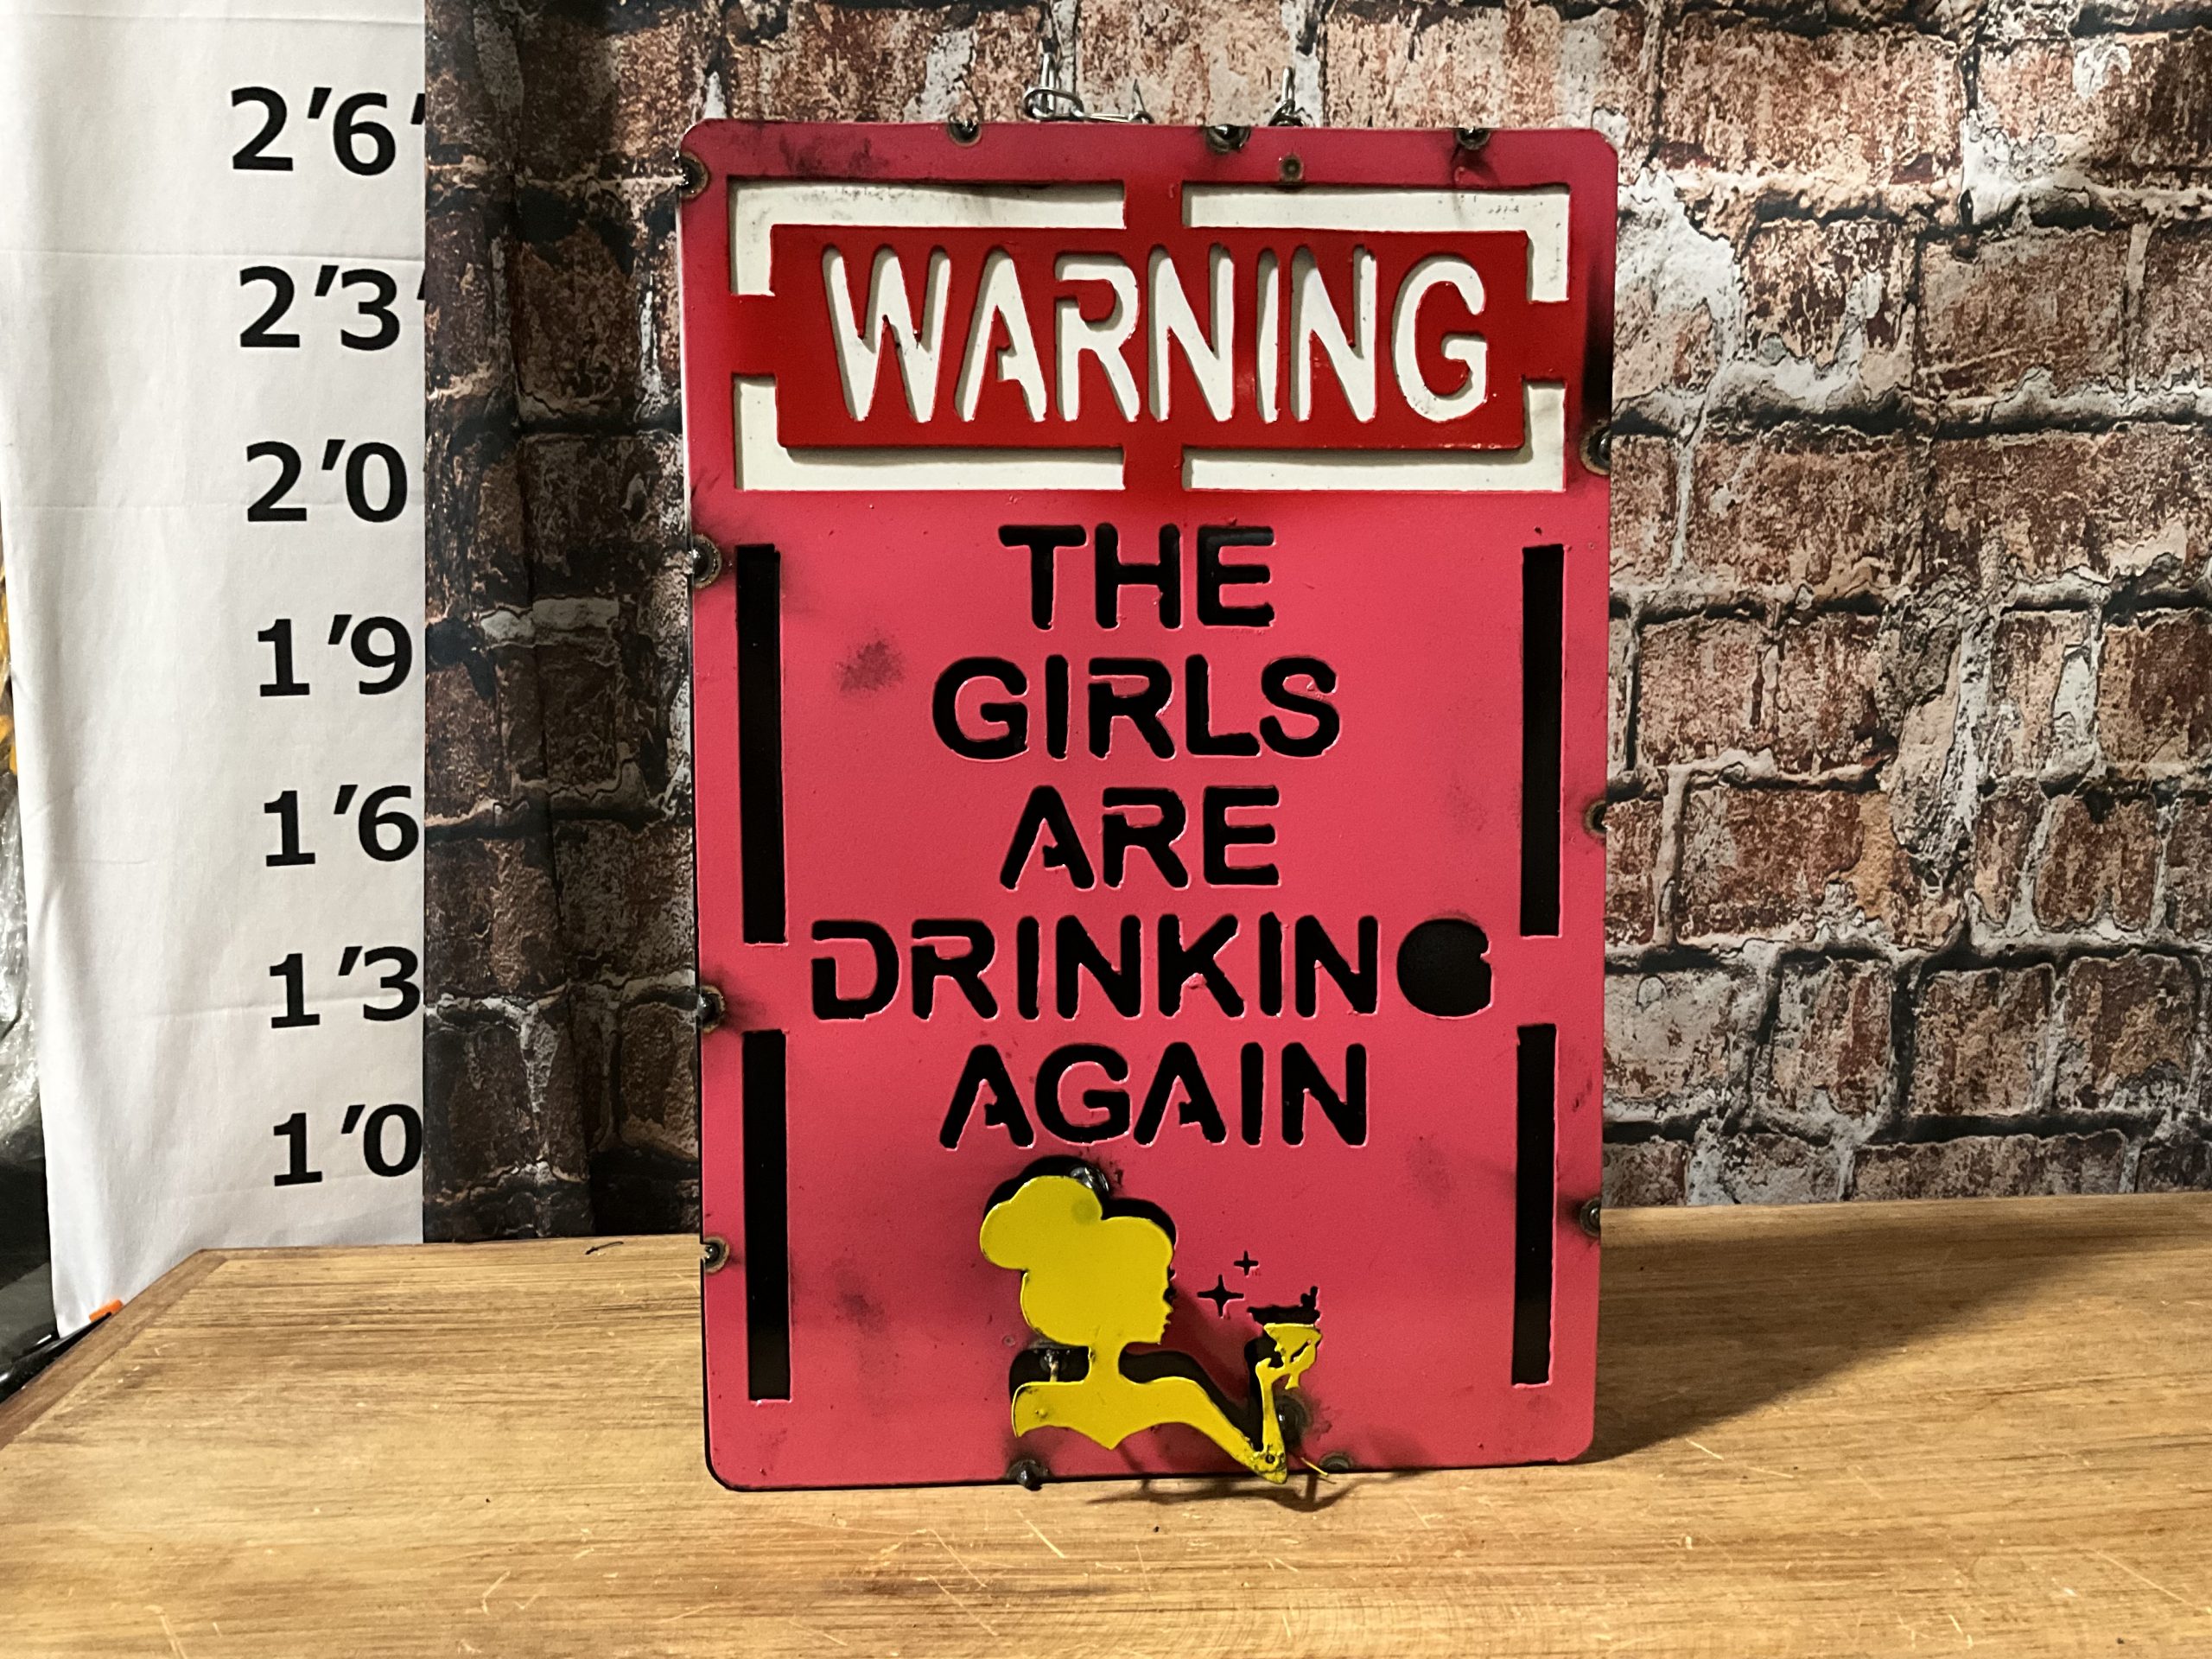 2'6"
2'3"
2'0
1'9
1'6
1'3
1'0
WARNING
THE
GIRLS
ARE
DRINKING
AGAIN